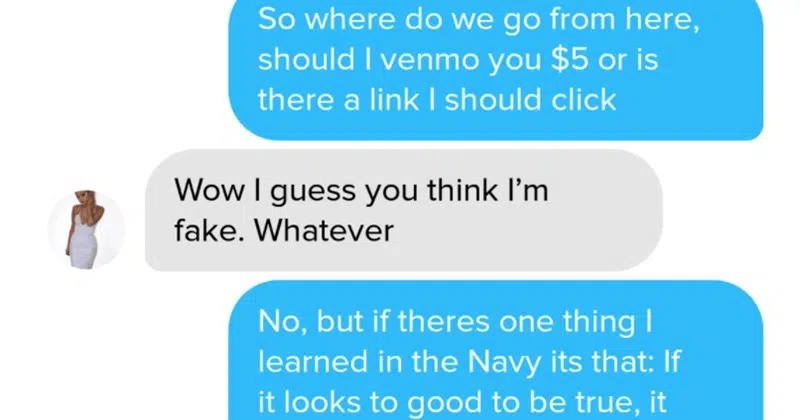 So where do we go from here,
should I venmo you $5 or is
there a link I should click
Wow I guess you think I'm
fake. Whatever
No, but if theres one thing I
learned in the Navy its that: If
it looks to good to be true, it